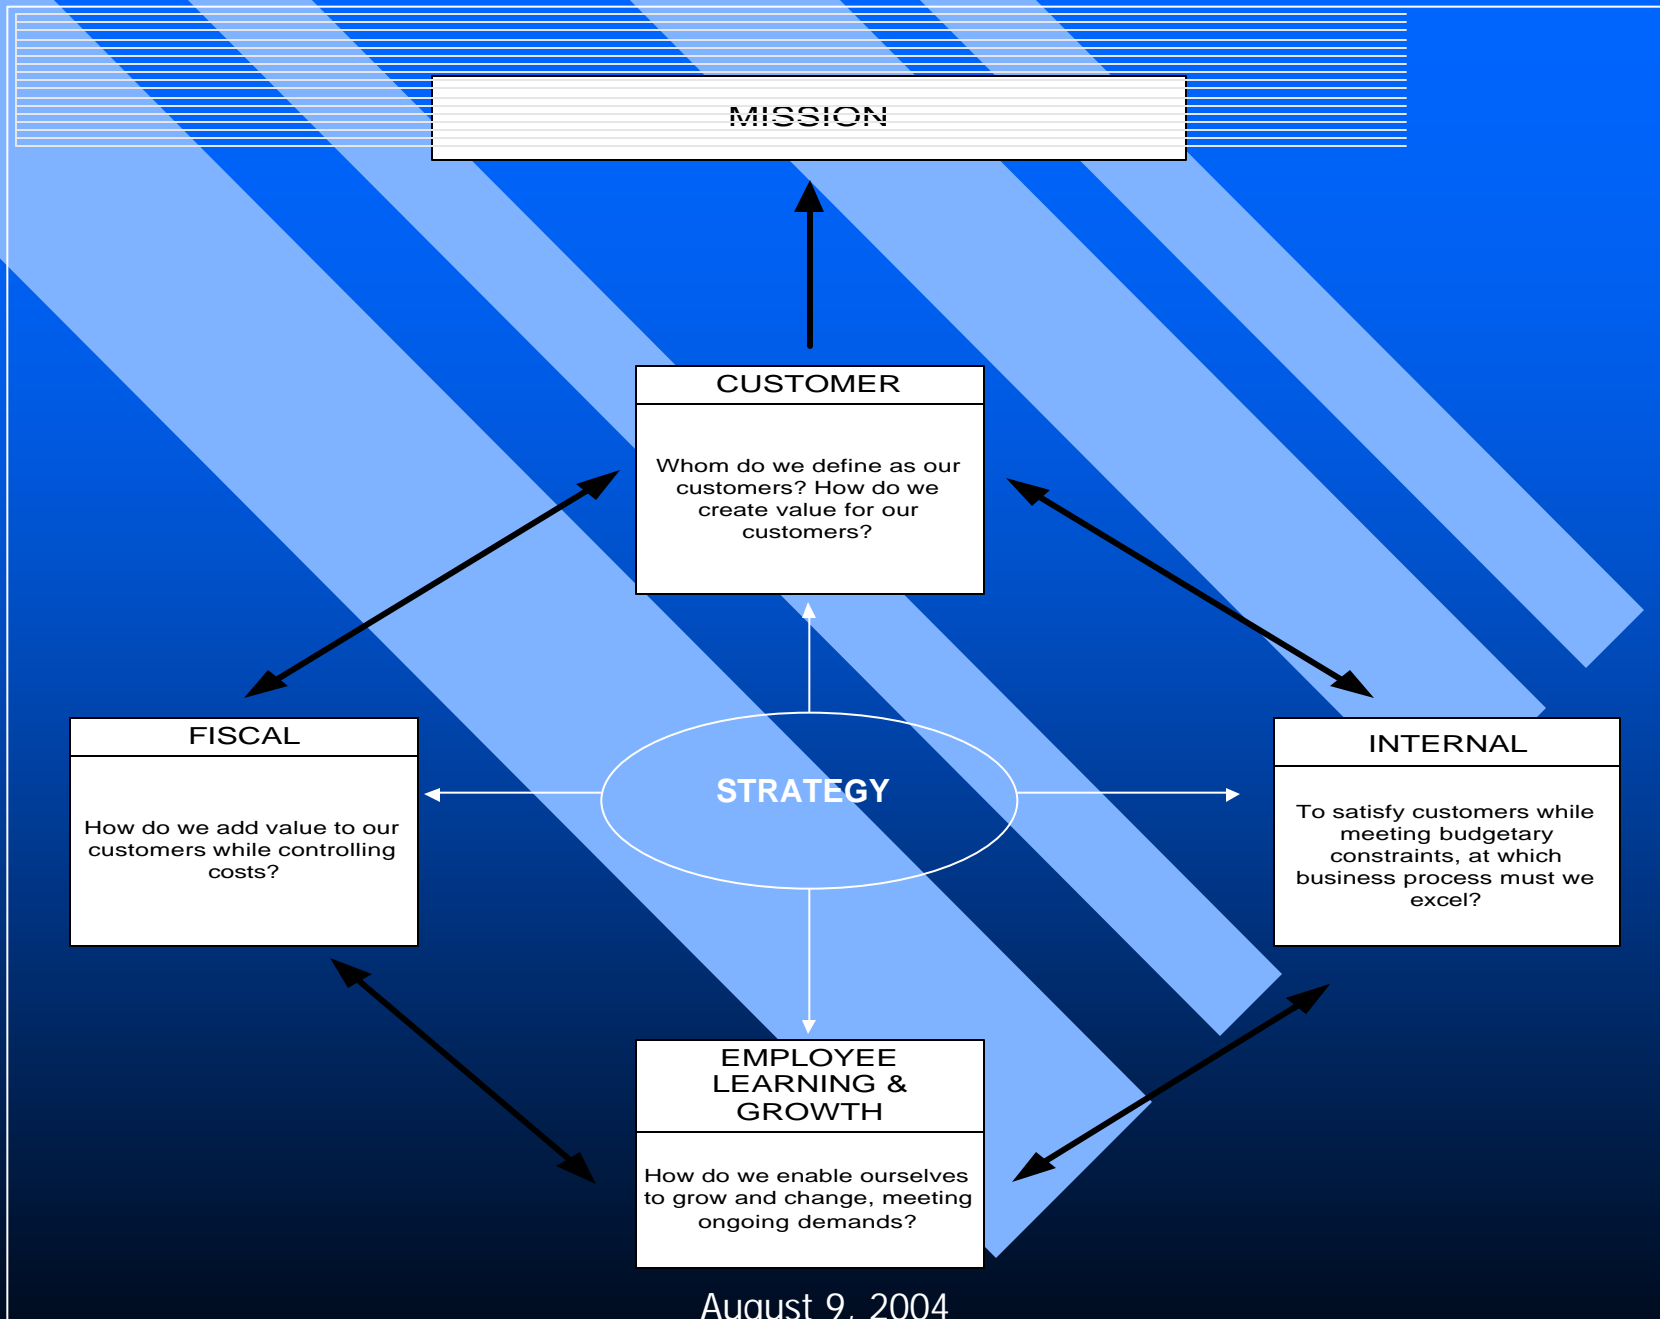 MISSION
CUSTOMER
Whom do we define as our
customers? How do we
create value for our
customers?
FISCAL
How do we add value to our
customers while controlling
costs?
STRATEGY
INTERNAL
To satisfy customers while
meeting budgetary
constraints, at which
business process must we
excel?
EMPLOYEE
LEARNING &
GROWTH
How do we enable ourselves
to grow and change, meeting
ongoing demands?
August 9, 2004